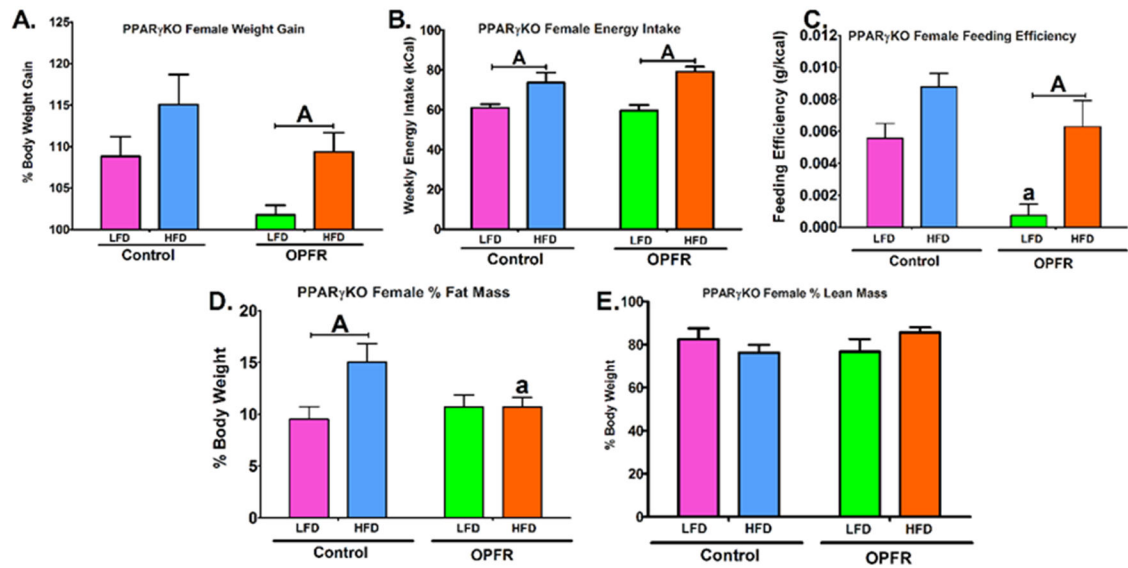 A.
PPARγKO Female Weight Gain
% Body Weight Gain
125
120
115
110
105
100
A
LFD HFD LFD HFD
Control OPFR
B.
PPARγKO Female Energy Intake
Weekly Energy Intake (kCal)
100
80
60
40
20
0
A A
LFD HFD LFD HFD
Control OPFR
C.
PPARγKO Female Feeding Efficiency
Feeding Efficiency (g/kcal)
0.012
0.010
0.008
0.006
0.004
0.002
0.000
A
a
LFD HFD LFD HFD
Control OPFR
D.
PPARγKO Female % Fat Mass
% Body Weight
20
15
10
5
0
A
a
LFD HFD LFD HFD
Control OPFR
E.
PPARγKO Female % Lean Mass
% Body Weight
100
80
60
40
20
0
LFD HFD LFD HFD
Control OPFR